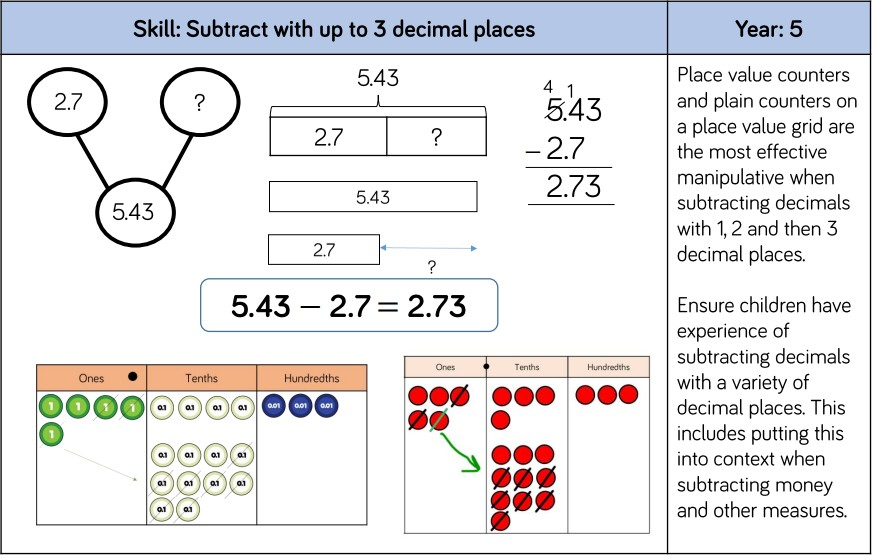 Skill: Subtract with up to 3 decimal places
Year: 5
2.7
?
5.43
5.43
2.7
?
5.43
2.7
?
4 1
5.43
− 2.7
2.73
5.43 − 2.7 = 2.73
Ones
Tenths
Hundredths
1 1 1 1
0.1 0.1 0.1 0.1
0.01 0.01 0.01
1
0.1 0.1 0.1 0.1
0.1 0.1 0.1 0.1
0.1 0.1
Ones
Tenths
Hundredths
Place value counters
and plain counters on
a place value grid are
the most effective
manipulative when
subtracting decimals
with 1, 2 and then 3
decimal places.
Ensure children have
experience of
subtracting decimals
with a variety of
decimal places. This
includes putting this
into context when
subtracting money
and other measures.